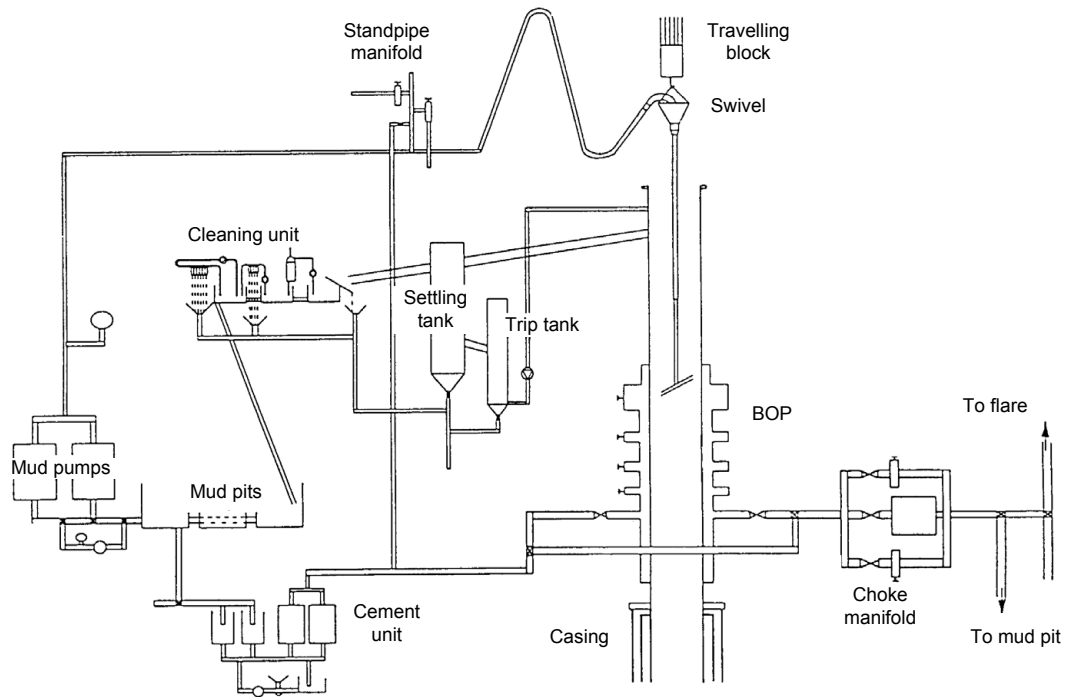 Standpipe
manifold
Travelling
block
Swivel
Cleaning unit
Settling
tank
Trip tank
BOP
To flare
Mud pumps
Mud pits
Cement
unit
Casing
Choke
manifold
To mud pit